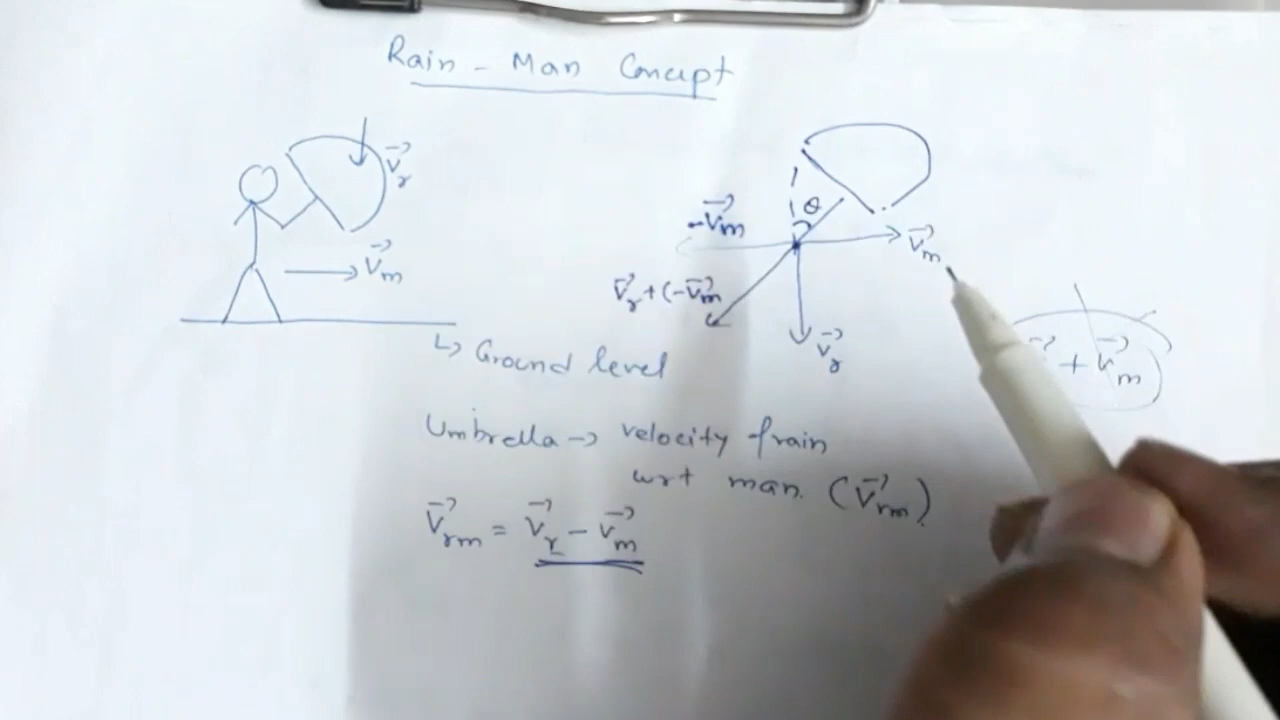 Rain - Man Concept
v⃗r
v⃗m
↳ Ground level
θ
-v⃗m
v⃗m
v⃗r + (-v⃗m
v⃗r
+ v⃗m
Umbrella → velocity of rain
wrt man. (v⃗rm)
v⃗rm = v⃗r - v⃗m